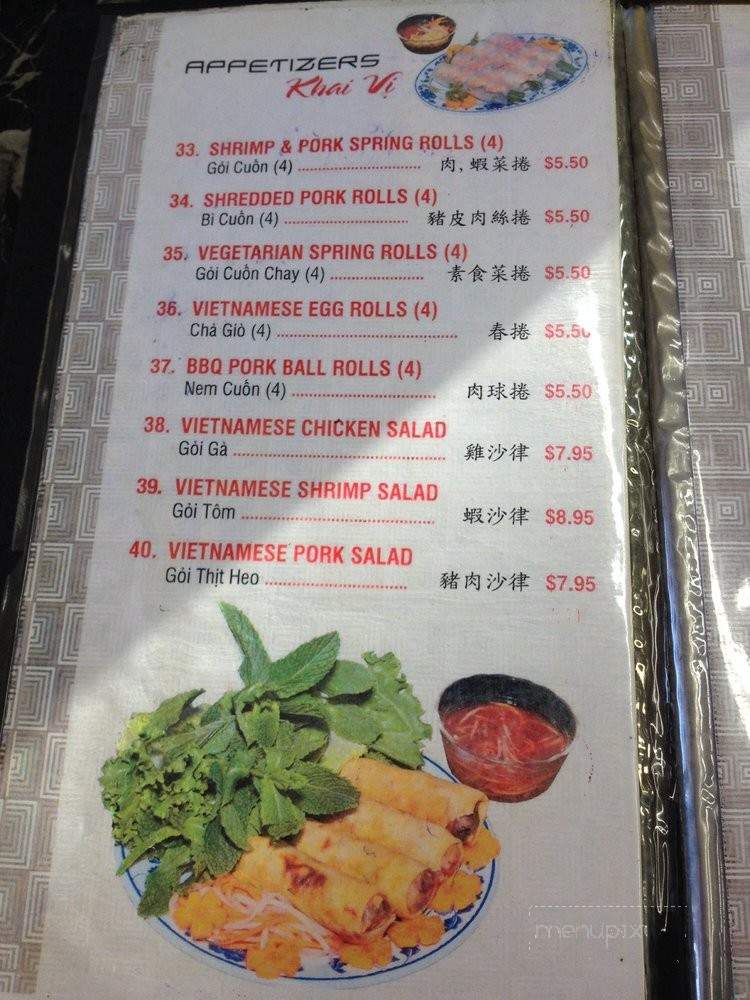 APPETIZERS
Khai Vị
33. SHRIMP & PORK SPRING ROLLS (4)
Gỏi Cuốn (4) ............................ 肉, 蝦菜捲 $5.50
34. SHREDDED PORK ROLLS (4)
Bì Cuốn (4) ............................ 豬皮肉絲捲 $5.50
35. VEGETARIAN SPRING ROLLS (4)
Gỏi Cuốn Chay (4) ..................... 素食菜捲 $5.50
36. VIETNAMESE EGG ROLLS (4)
Chả Giò (4) ......................................... 春捲 $5.50
37. BBQ PORK BALL ROLLS (4)
Nem Cuốn (4) ................................. 肉球捲 $5.50
38. VIETNAMESE CHICKEN SALAD
Gỏi Gà ................................................ 雞沙律 $7.95
39. VIETNAMESE SHRIMP SALAD
Gỏi Tôm ............................................ 蝦沙律 $8.95
40. VIETNAMESE PORK SALAD
Gỏi Thịt Heo ................................ 豬肉沙律 $7.95
menupix